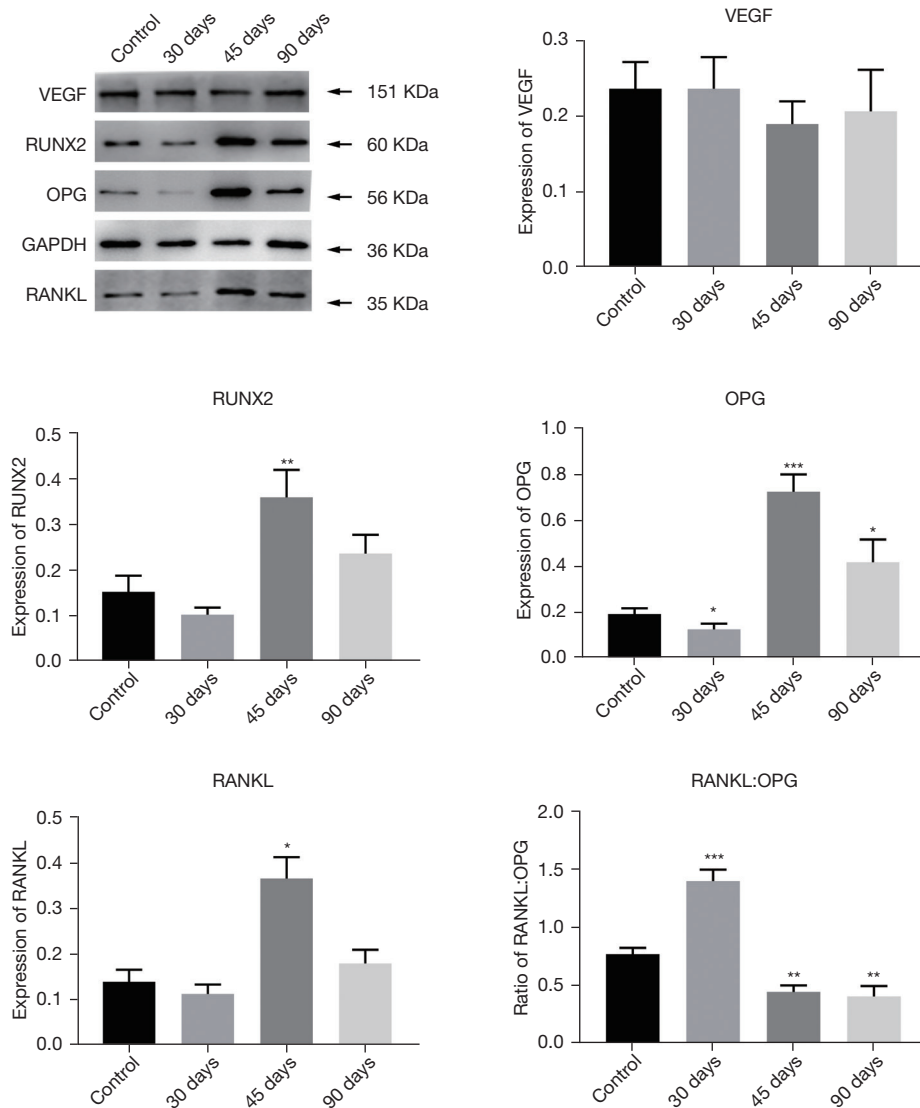 Control 30 days 45 days 90 days
VEGF 151 KDa
RUNX2 60 KDa
OPG 56 KDa
GAPDH 36 KDa
RANKL 35 KDa
VEGF
Expression of VEGF
0.3
0.2
0.1
0.0
Control 30 days 45 days 90 days
RUNX2
Expression of RUNX2
0.5
0.4
0.3
0.2
0.1
0.0
**
Control 30 days 45 days 90 days
OPG
Expression of OPG
1.0
0.8
0.6
0.4
0.2
0.0
*
***
*
Control 30 days 45 days 90 days
RANKL
Expression of RANKL
0.5
0.4
0.3
0.2
0.1
0.0
*
Control 30 days 45 days 90 days
RANKL:OPG
Ratio of RANKL:OPG
2.0
1.5
1.0
0.5
0.0
***
**
**
Control 30 days 45 days 90 days